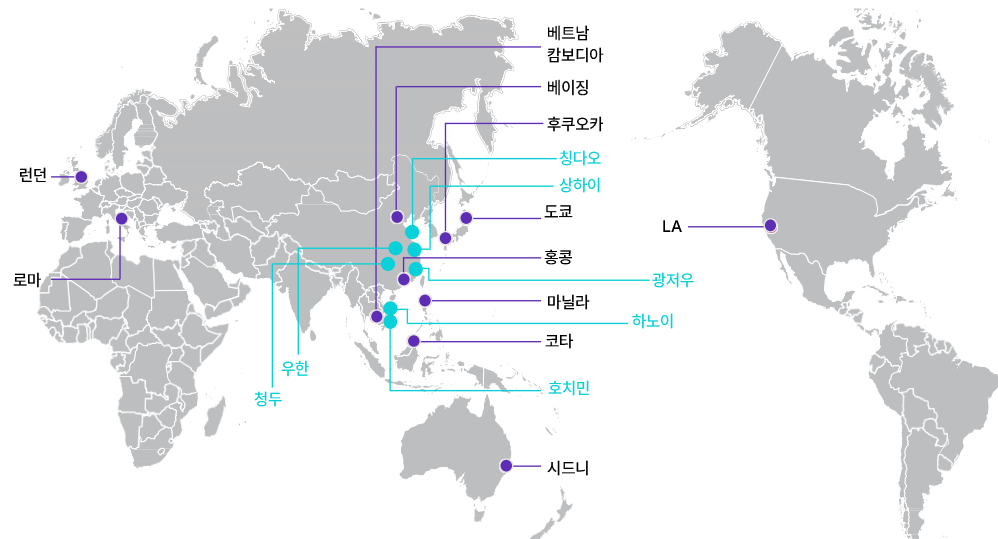 베트남
캄보디아
베이징
후쿠오카
칭다오
런던
상하이
도쿄
LA
홍콩
로마
광저우
마닐라
하노이
코타
우한
호치민
청두
시드니